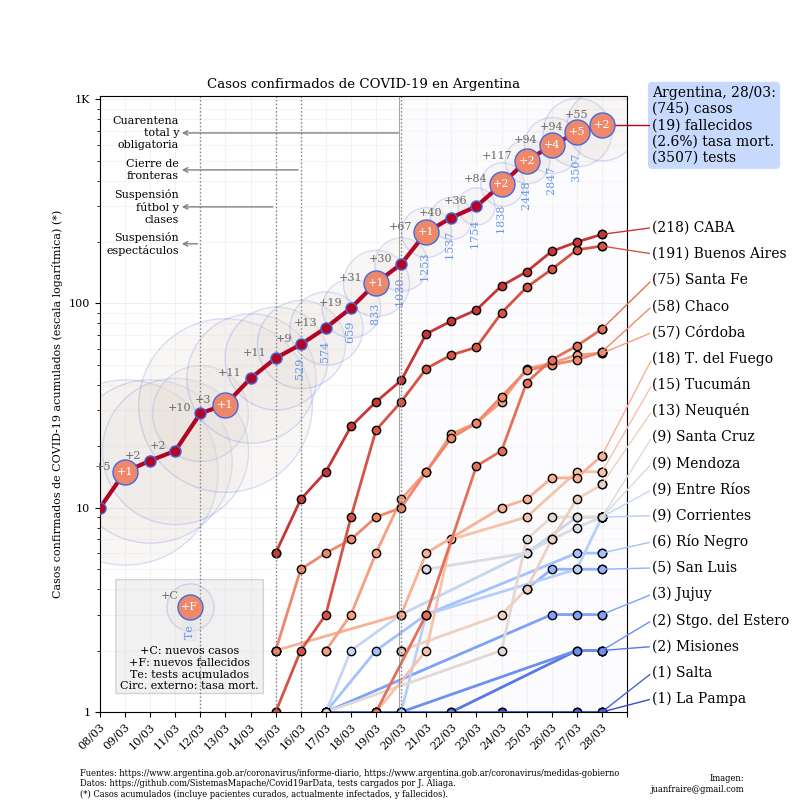 Casos confirmados de COVID-19 en Argentina
Casos confirmados de COVID-19 acumulados (escala logarítmica) (*)
1K
100
10
1
Cuarentena
total y
obligatoria
Cierre de
fronteras
Suspensión
fútbol y
clases
Suspensión
espectáculos
+5
+1
+2
+2
+10
+3
+1
+11
+11
+9
+13
+19
+31
+1
+30
+67
+1
+40
+36
+84
+2
+117
+2
+94
+4
+94
+5
+55
+2
529
574
659
833
1030
1253
1537
1754
1838
2448
2847
3507
Argentina, 28/03:
(745) casos
(19) fallecidos
(2.6%) tasa mort.
(3507) tests
(218) CABA
(191) Buenos Aires
(75) Santa Fe
(58) Chaco
(57) Córdoba
(18) T. del Fuego
(15) Tucumán
(13) Neuquén
(9) Santa Cruz
(9) Mendoza
(9) Entre Ríos
(9) Corrientes
(6) Río Negro
(5) San Luis
(3) Jujuy
(2) Stgo. del Estero
(2) Misiones
(1) Salta
(1) La Pampa
+C
+F
Te
+C: nuevos casos
+F: nuevos fallecidos
Te: tests acumulados
Circ. externo: tasa mort.
08/03
09/03
10/03
11/03
12/03
13/03
14/03
15/03
16/03
17/03
18/03
19/03
20/03
21/03
22/03
23/03
24/03
25/03
26/03
27/03
28/03
Fuentes: https://www.argentina.gob.ar/coronavirus/informe-diario, https://www.argentina.gob.ar/coronavirus/medidas-gobierno
Datos: https://github.com/SistemasMapache/Covid19arData, tests cargados por J. Aliaga.
(*) Casos acumulados (incluye pacientes curados, actualmente infectados, y fallecidos).
Imagen:
juanfraire@gmail.com